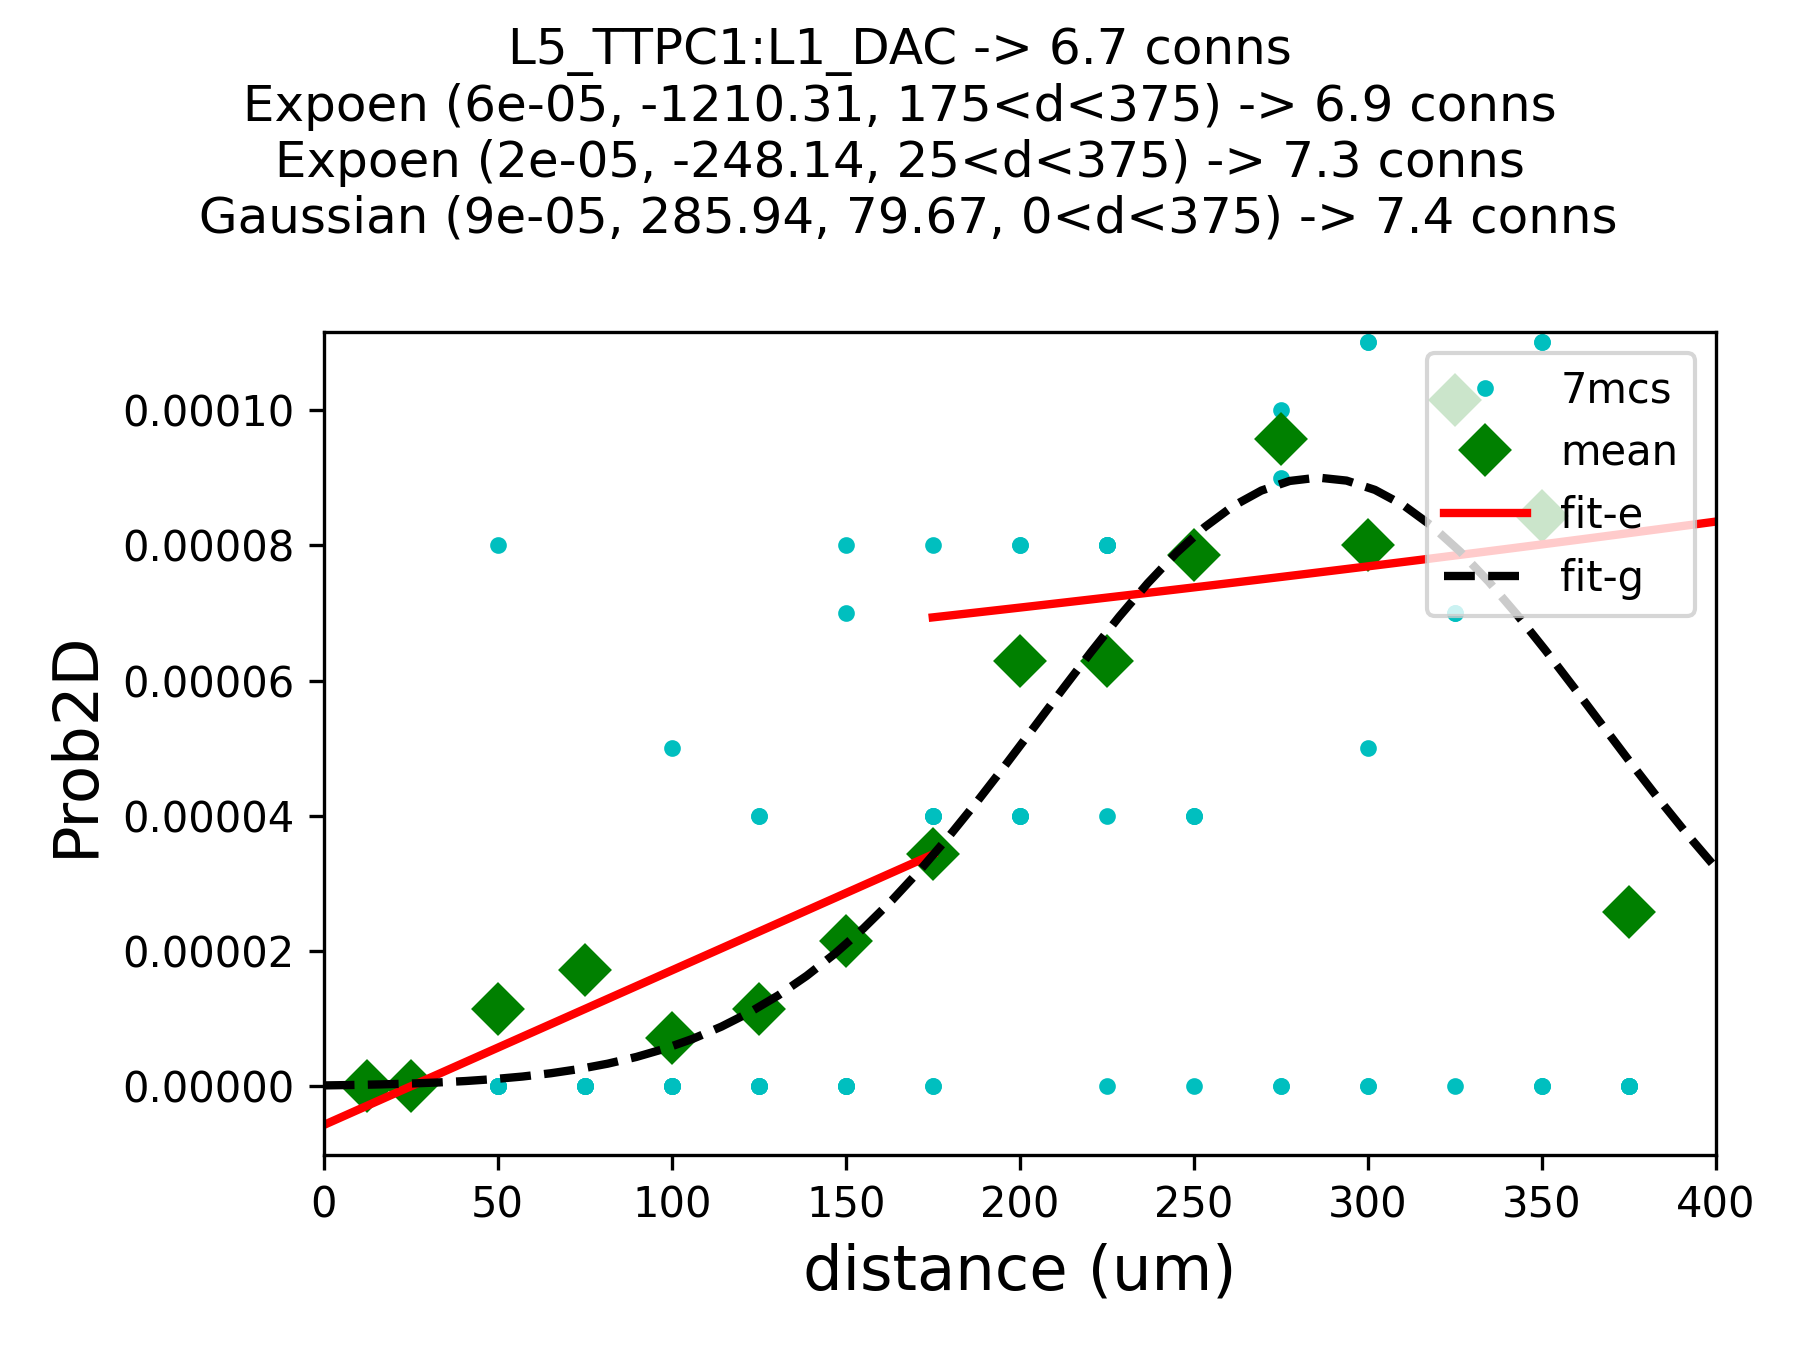 L5_TTPC1:L1_DAC -> 6.7 conns
Expoen (6e-05, -1210.31, 175<d<375) -> 6.9 conns
Expoen (2e-05, -248.14, 25<d<375) -> 7.3 conns
Gaussian (9e-05, 285.94, 79.67, 0<d<375) -> 7.4 conns
7mcs
mean
fit-e
fit-g
Prob2D
0.00010
0.00008
0.00006
0.00004
0.00002
0.00000
0 50 100 150 200 250 300 350 400
distance (um)